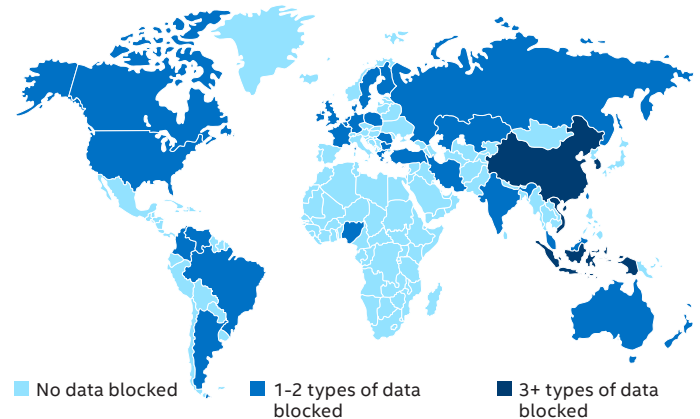 No data blocked
1-2 types of data
blocked
3+ types of data
blocked